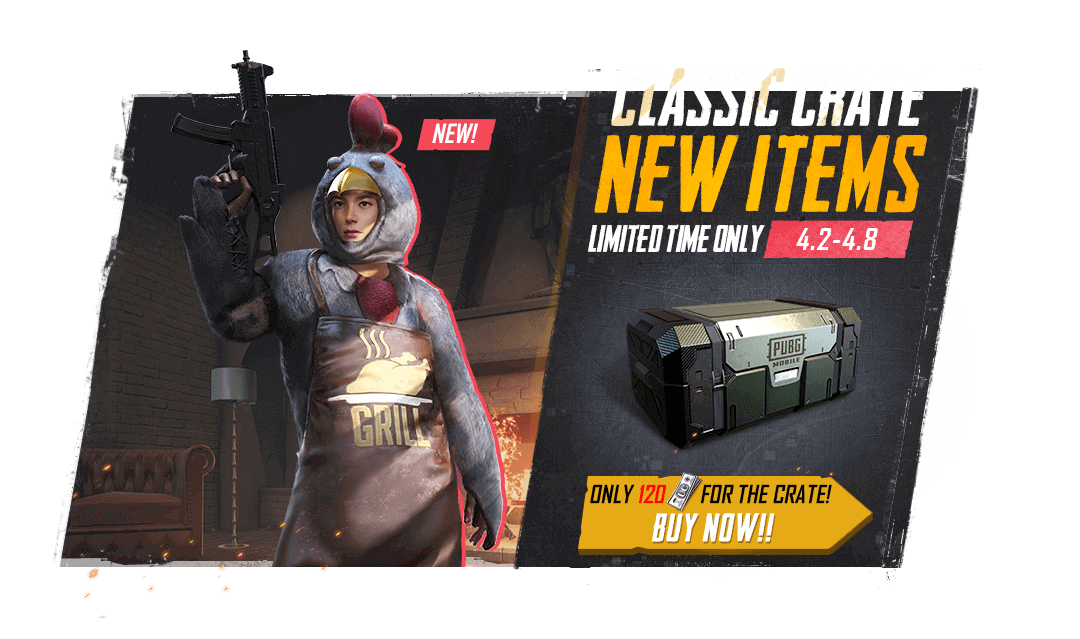 NEW!
CLASSIC CRATE
NEW ITEMS
LIMITED TIME ONLY 4.2-4.8
PUBG
MOBILE
GRILL
ONLY 120 UC FOR THE CRATE!
BUY NOW!!